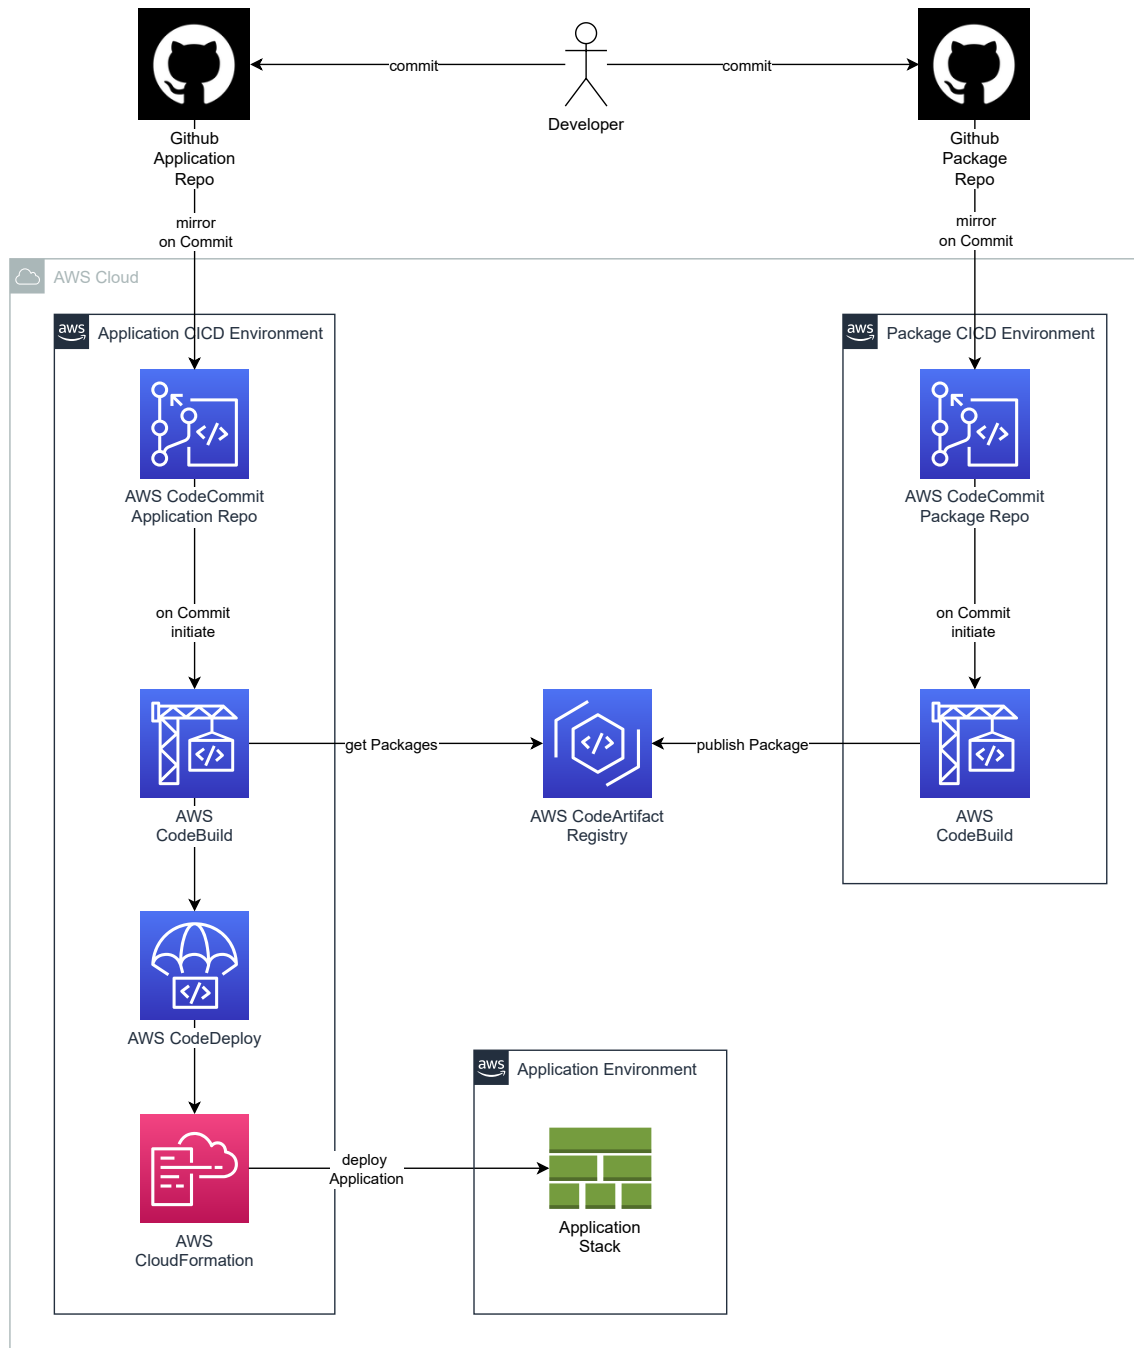 commit
commit
Developer
Github
Application
Repo
Github
Package
Repo
mirror
on Commit
mirror
on Commit
AWS Cloud
aws
Application CICD Environment
aws
Package CICD Environment
AWS CodeCommit
Application Repo
AWS CodeCommit
Package Repo
on Commit
initiate
on Commit
initiate
get Packages
publish Package
AWS
CodeBuild
AWS CodeArtifact
Registry
AWS
CodeBuild
AWS CodeDeploy
aws
Application Environment
deploy
Application
AWS
CloudFormation
Application
Stack